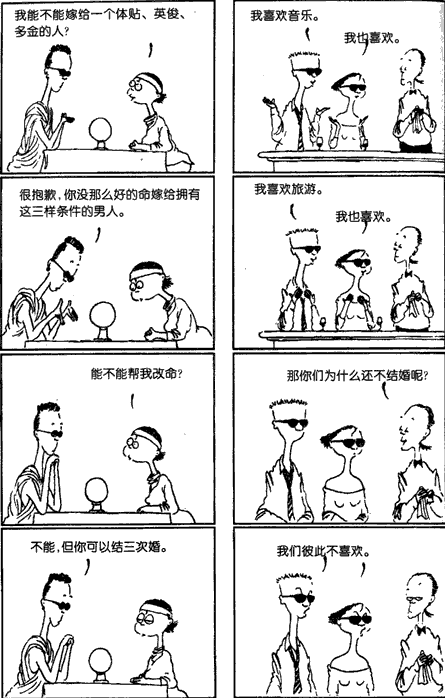 我能不能嫁给一个体贴、英俊、
多金的人?
很抱歉,你没那么好的命嫁给拥有
这三样条件的男人。
能不能帮我改命?
不能,但你可以结三次婚。
我喜欢音乐。
我也喜欢。
我喜欢旅游。
我也喜欢。
那你们为什么还不结婚呢?
我们彼此不喜欢。